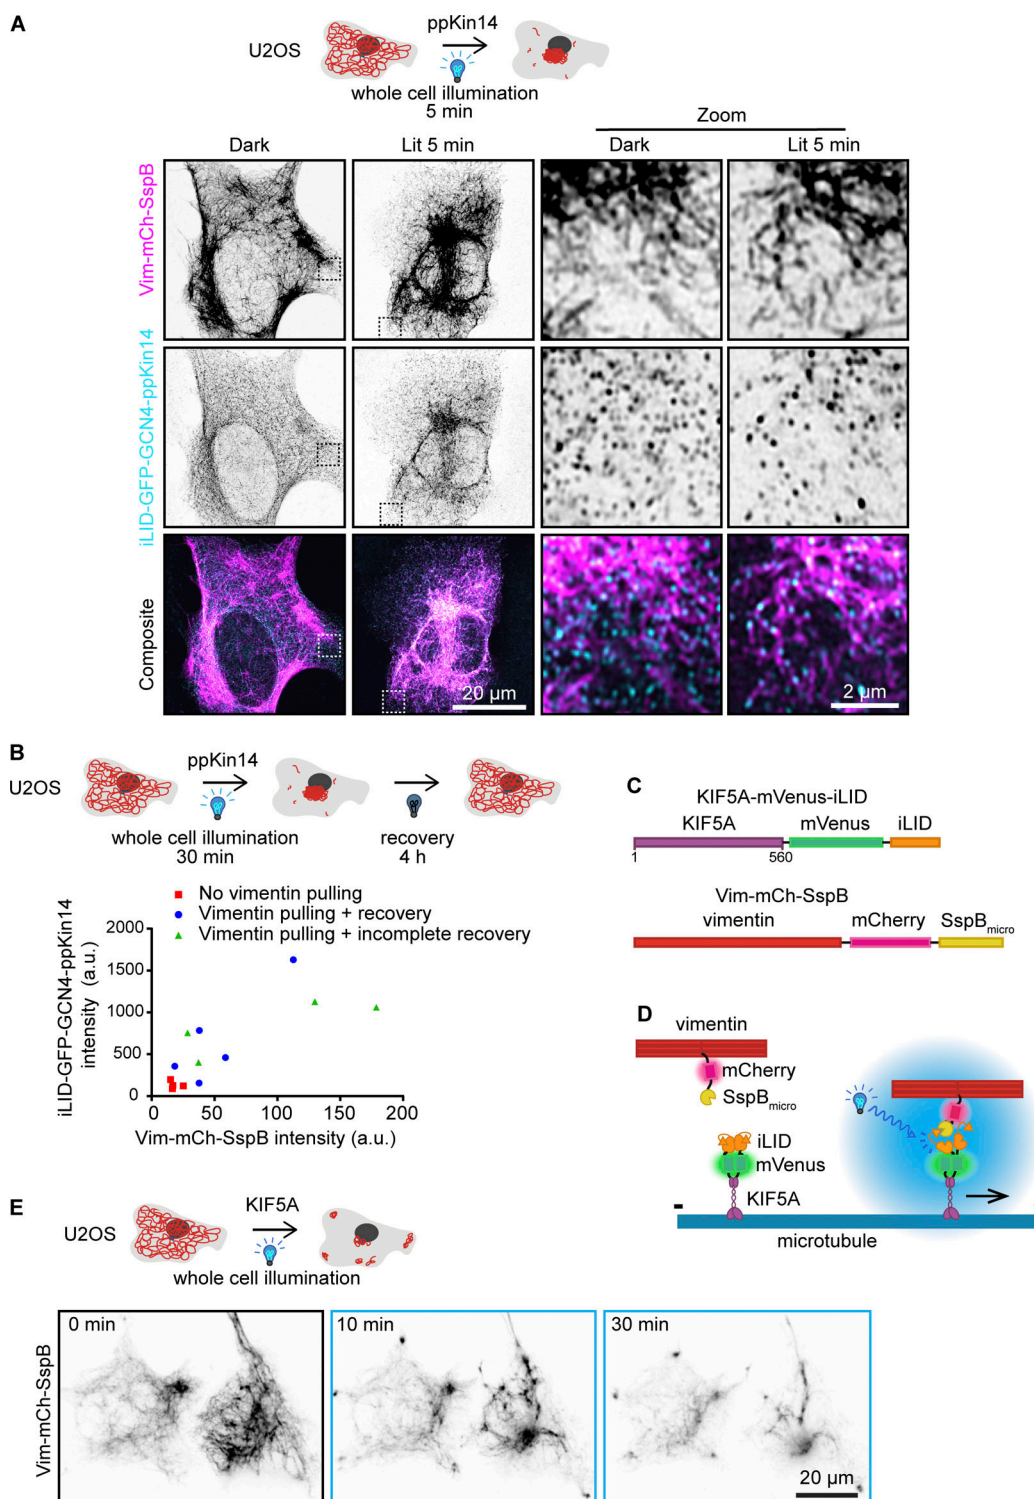 A
ppKin14
U2OS
whole cell illumination
5 min
Zoom
Dark
Lit 5 min
Dark
Lit 5 min
Vim-mCh-SspB
iLID-GFP-GCN4-ppKin14
Composite
20 µm
2 µm
B
ppKin14
U2OS
whole cell illumination
30 min
recovery
4 h
No vimentin pulling
Vimentin pulling + recovery
Vimentin pulling + incomplete recovery
iLID-GFP-GCN4-ppKin14
intensity (a.u.)
2000
1500
1000
500
0
0
50
100
150
200
Vim-mCh-SspB intensity (a.u.)
C
KIF5A-mVenus-iLID
KIF5A
mVenus
iLID
1
560
Vim-mCh-SspB
vimentin
mCherry
SspBmicro
D
vimentin
mCherry
SspBmicro
iLID
mVenus
KIF5A
-
microtubule
E
KIF5A
U2OS
whole cell illumination
Vim-mCh-SspB
0 min
10 min
30 min
20 µm